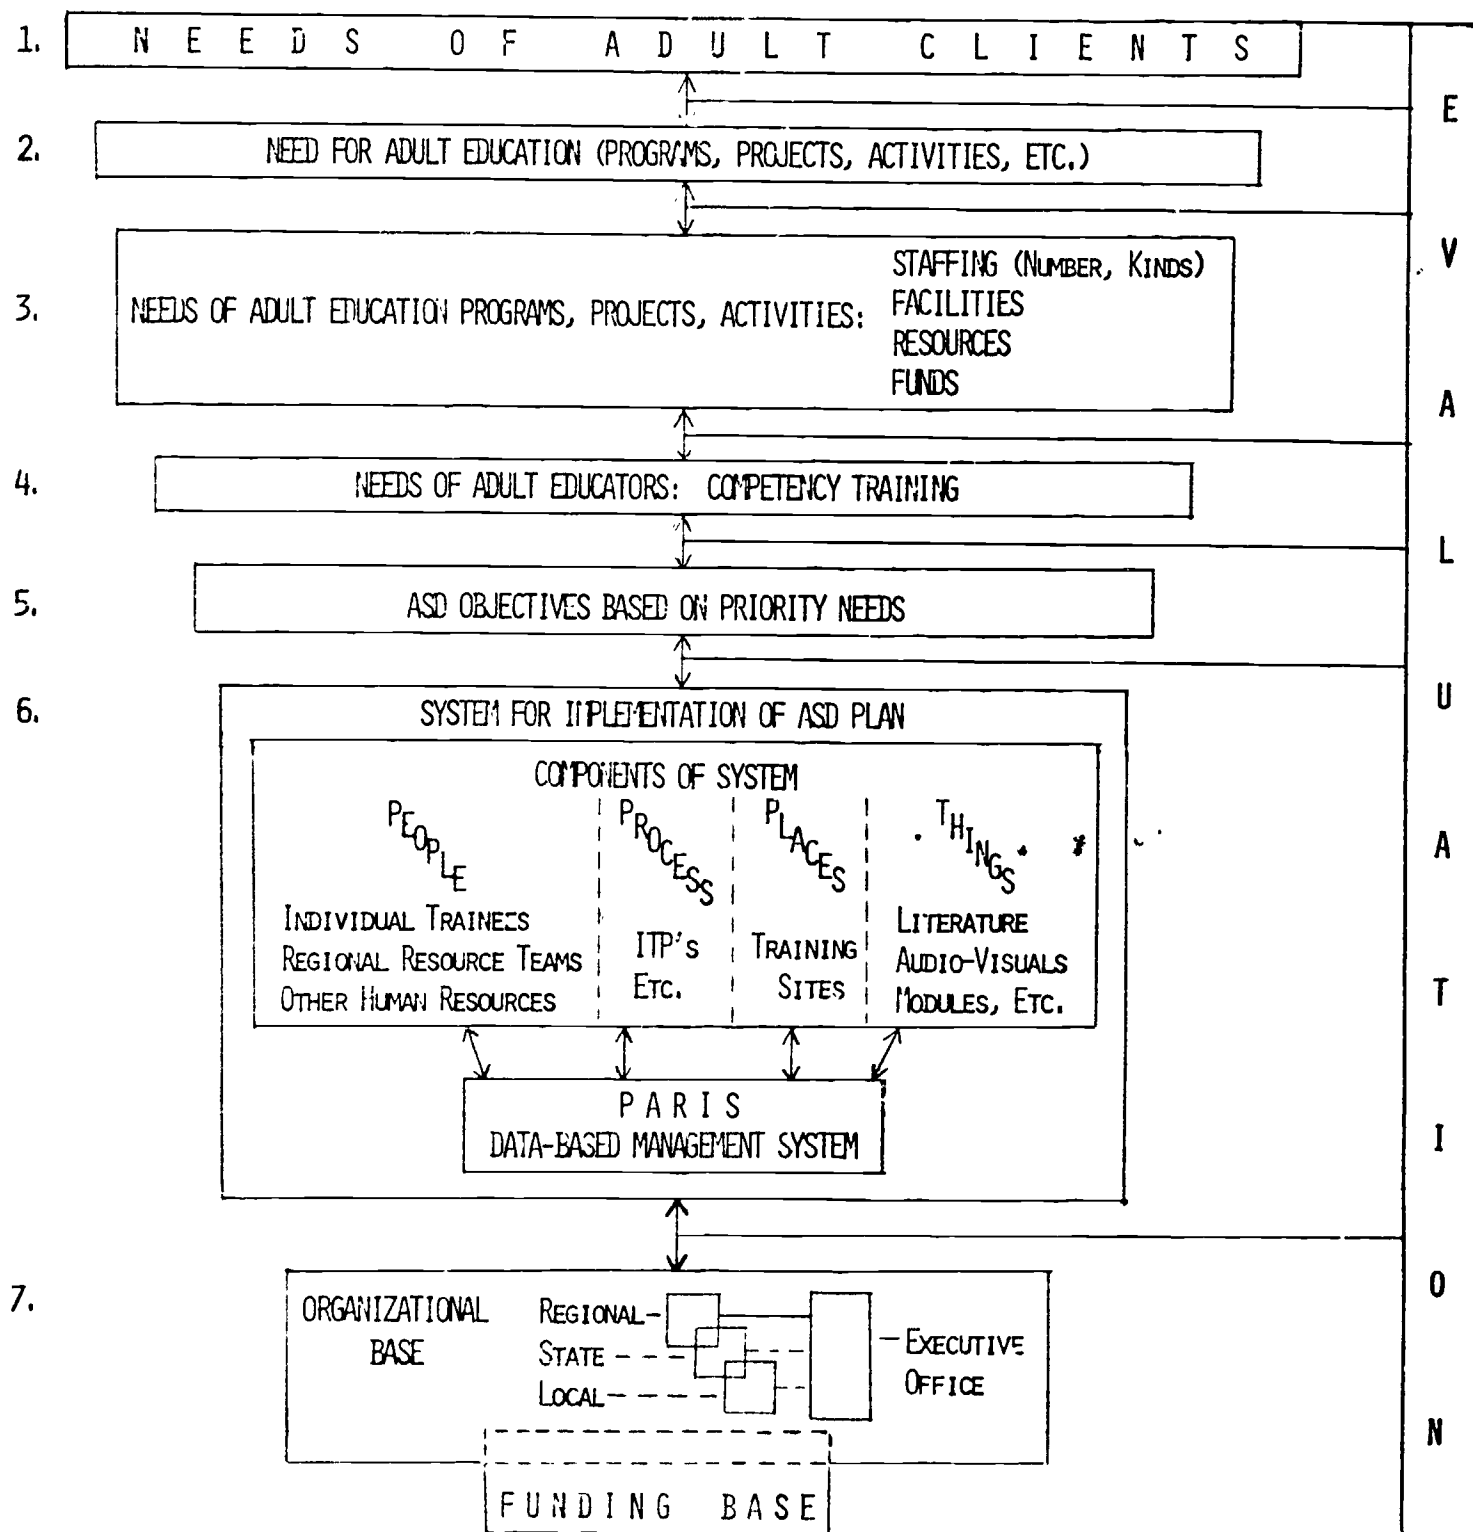 1. NEEDS OF ADULT CLIENTS
2. NEED FOR ADULT EDUCATION (PROGRAMS, PROJECTS, ACTIVITIES, ETC.)
3. NEEDS OF ADULT EDUCATION PROGRAMS, PROJECTS, ACTIVITIES:
STAFFING (NUMBER, KINDS)
FACILITIES
RESOURCES
FUNDS
4. NEEDS OF ADULT EDUCATORS: COMPETENCY TRAINING
5. ASD OBJECTIVES BASED ON PRIORITY NEEDS
6. SYSTEM FOR IMPLEMENTATION OF ASD PLAN
COMPONENTS OF SYSTEM
PEOPLE
INDIVIDUAL TRAINEES
REGIONAL RESOURCE TEAMS
OTHER HUMAN RESOURCES
PROCESS
ITP'S
ETC.
PLACES
TRAINING
SITES
THINGS
LITERATURE
AUDIO-VISUALS
MODULES, ETC.
PARIS
DATA-BASED MANAGEMENT SYSTEM
7. ORGANIZATIONAL
BASE
REGIONAL
STATE
LOCAL
EXECUTIVE
OFFICE
FUNDING BASE
EVALUATION